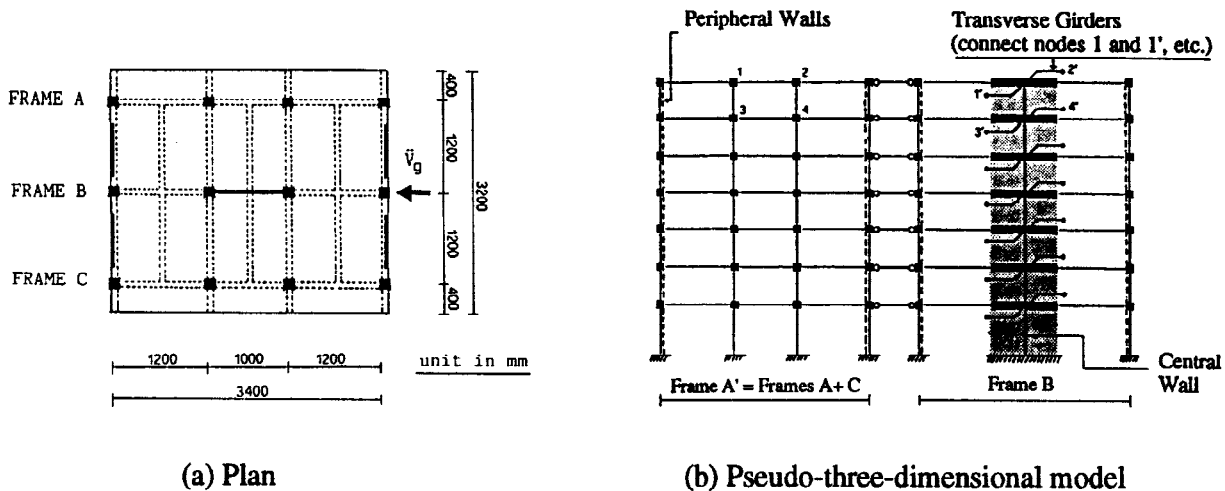 Peripheral Walls
Transverse Girders
(connect nodes 1 and 1', etc.)
FRAME A
FRAME B
FRAME C
V̈g
400
1200
1200
400
3200
1200
1000
1200
3400
unit in mm
1
2
3
4
1'
2'
3'
4'
Frame A' = Frames A+ C
Frame B
Central
Wall
(a) Plan
(b) Pseudo-three-dimensional model